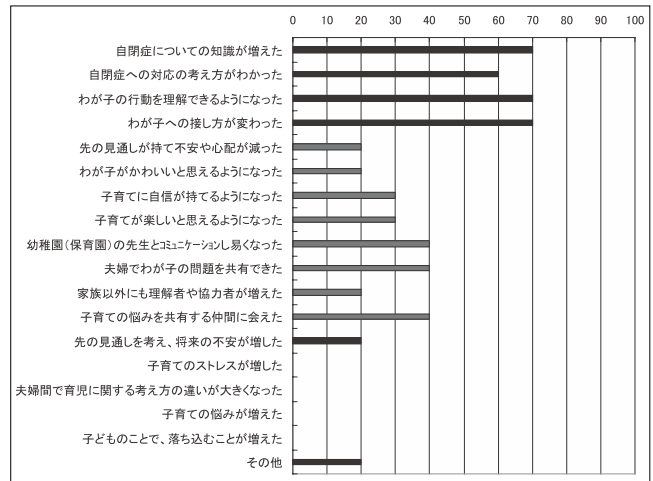 0 10 20 30 40 50 60 70 80 90 100
自閉症についての知識が増えた
自閉症への対応の考え方がわかった
わが子の行動を理解できるようになった
わが子への接し方が変わった
先の見通しが持て不安や心配が減った
わが子がかわいいと思えるようになった
子育てに自信が持てるようになった
子育てが楽しいと思えるようになった
幼稚園(保育園)の先生とコミュニケーションし易くなった
夫婦でわが子の問題を共有できた
家族以外にも理解者や協力者が増えた
子育ての悩みを共有する仲間に会えた
先の見通しを考え、将来の不安が増した
子育てのストレスが増した
夫婦間で育児に関する考え方の違いが大きくなった
子育ての悩みが増えた
子どものことで、落ち込むことが増えた
その他